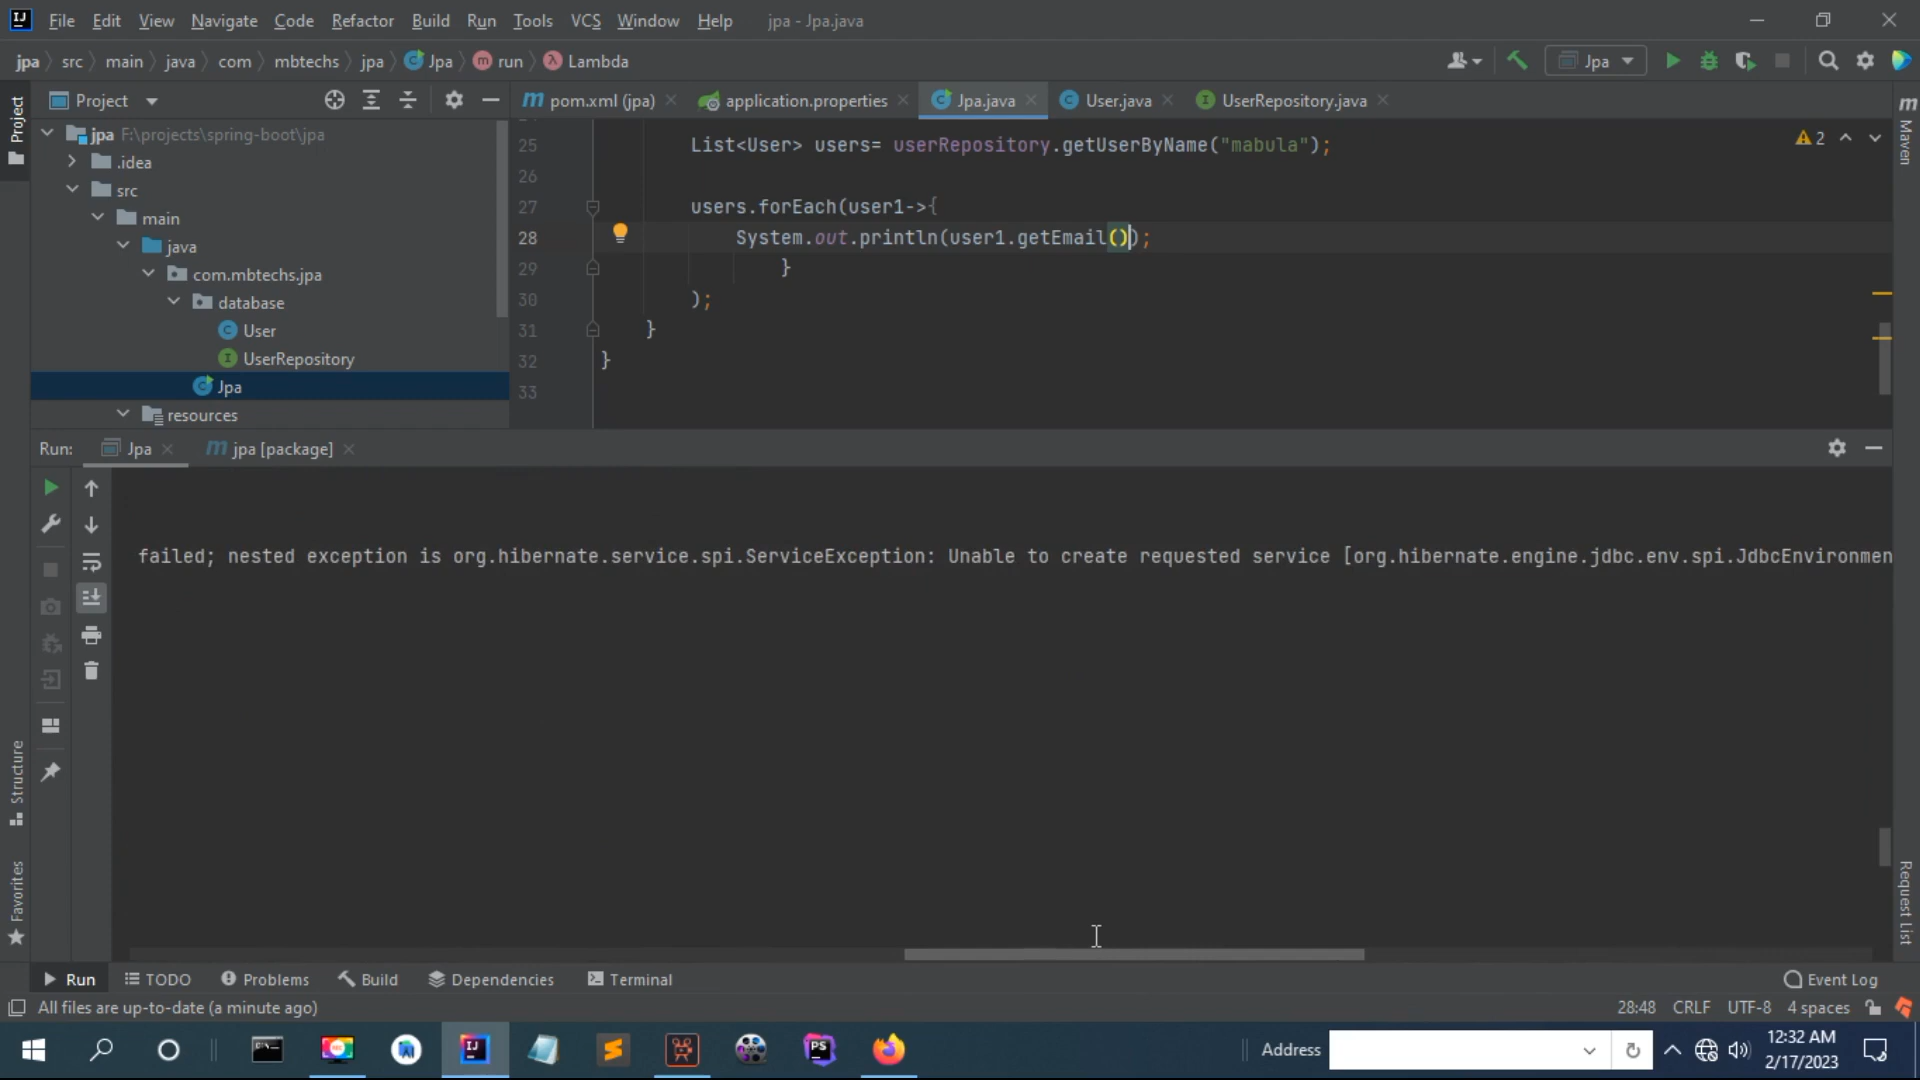 File Edit View Navigate Code Refactor Build Run Tools VCS Window Help jpa - Jpa.java
jpa src main java com mbtechs jpa Jpa run Lambda Jpa
Project
pom.xml (jpa) application.properties Jpa.java User.java UserRepository.java
jpa F:\projects\spring-boot\jpa
.idea
src
main
java
com.mbtechs.jpa
database
User
UserRepository
Jpa
resources
25 List<User> users= userRepository.getUserByName("mabula");
26
27 users.forEach(user1->{
28 System.out.println(user1.getEmail());
29 }
30 );
31 }
32 }
33
2
Project
Structure
Favorites
Maven
Request List
Run: Jpa jpa [package]
failed; nested exception is org.hibernate.service.spi.ServiceException: Unable to create requested service [org.hibernate.engine.jdbc.env.spi.JdbcEnvironmen
Run TODO Problems Build Dependencies Terminal Event Log
All files are up-to-date (a minute ago) 28:48 CRLF UTF-8 4 spaces
Address
12:32 AM
2/17/2023